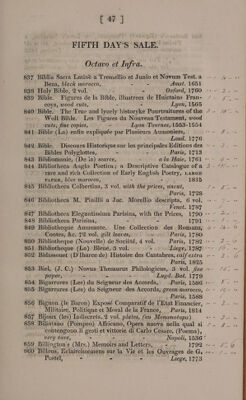 [ 47 ]
FIFTH DAY'S SALE.
Octavo et Infra.
837 Biblia Sacra Latinè a Tremellio et Junio et Novum Test. a
Beza, black morocco, - - Amst. 1651
838 Holy Bible, 2 vol. - - Oxford, 1760
839 Bible. Figures de la Bible, illustrees de Huictains Fran-
coys, wood cuts, - - Lyon, 1565
840 Bible. The True and lyuely historyke Pourtraitures of the
Woll Bible. Les Figures du Nouveau Testament, wood
cuts, fine copies, - Lyon Tournes, 1553-1554
841 Bible (La) enfin expliquée par Plusieurs Aumoniers,
Lond. 1776
842 Bible. Discours Historique sur les principales Editions des
Bibles Polyglottes, - - Paris, 1713
843 Bibliomanie, (De la) scarce, - a la Haie, 1761
844 Bibliotheca Anglo Poetica; a Descriptive Catalogue of a
rare and rich Collection of Early English Poetry, LARGE
PAPER, blue morocco, - - 1815
845 Bibliotheca Colbertina, 3 vol. with the prices, uncut,
Paris, 1728
846 Bibliotheca M. Pinelli a Jac. Morellio descripta, 6 vol.
Venet. 1787
847 Bibliotheca Elegantissima Parisina, with the Prices, 1790
848 Bibliotheca Parisina, - - 1791
849 Bibliotheque Amusante. Une Collection des Romans,
Contes, &c. 22 vol. gilt leaves, - Paris, 1780
850 Bibliotheque (Nouvelle) de Société, 4 vol. Paris, 1782
851 Bibliotheque (La) Bleue, 3 vol. Liege, 1787
852 Bidassouet (D'Iharce de) Histoire des Cantabres, calf extra
Paris, 1825
853 Biel, (J. C.) Novus Thesaurus Philologicus, 3 vol. fine
paper, - - Lugd.-Bat. 1779
854 Bigarrures (Les) du Seigneur des Accords, Paris, 1586
855 Bigarrures (Les) du Seigneur des Accords, green morocco,
Paris, 1588
856 Bignon (le Baron) Exposé Comparatif de l'Etat Financier,
Militaire, Politique et Moral de la France, Paris, 1814
857 Bijoux (les) Indiscrets, 2 vol. plates, (au Monomotapa)
858 Bilistano (Pompeo) Africano, Opera nuova nella qual si
contengono li gesti et vittorie di Carlo Cesare, (Poema),
very rare, - - Nepoli, 1536
859 Billington's (Mrs.) Memoirs and Letters, - 1792
860 Billons, Eclaircissements sur la Vie et les Ouvrages de G.
Postel, - - Liege, 1773